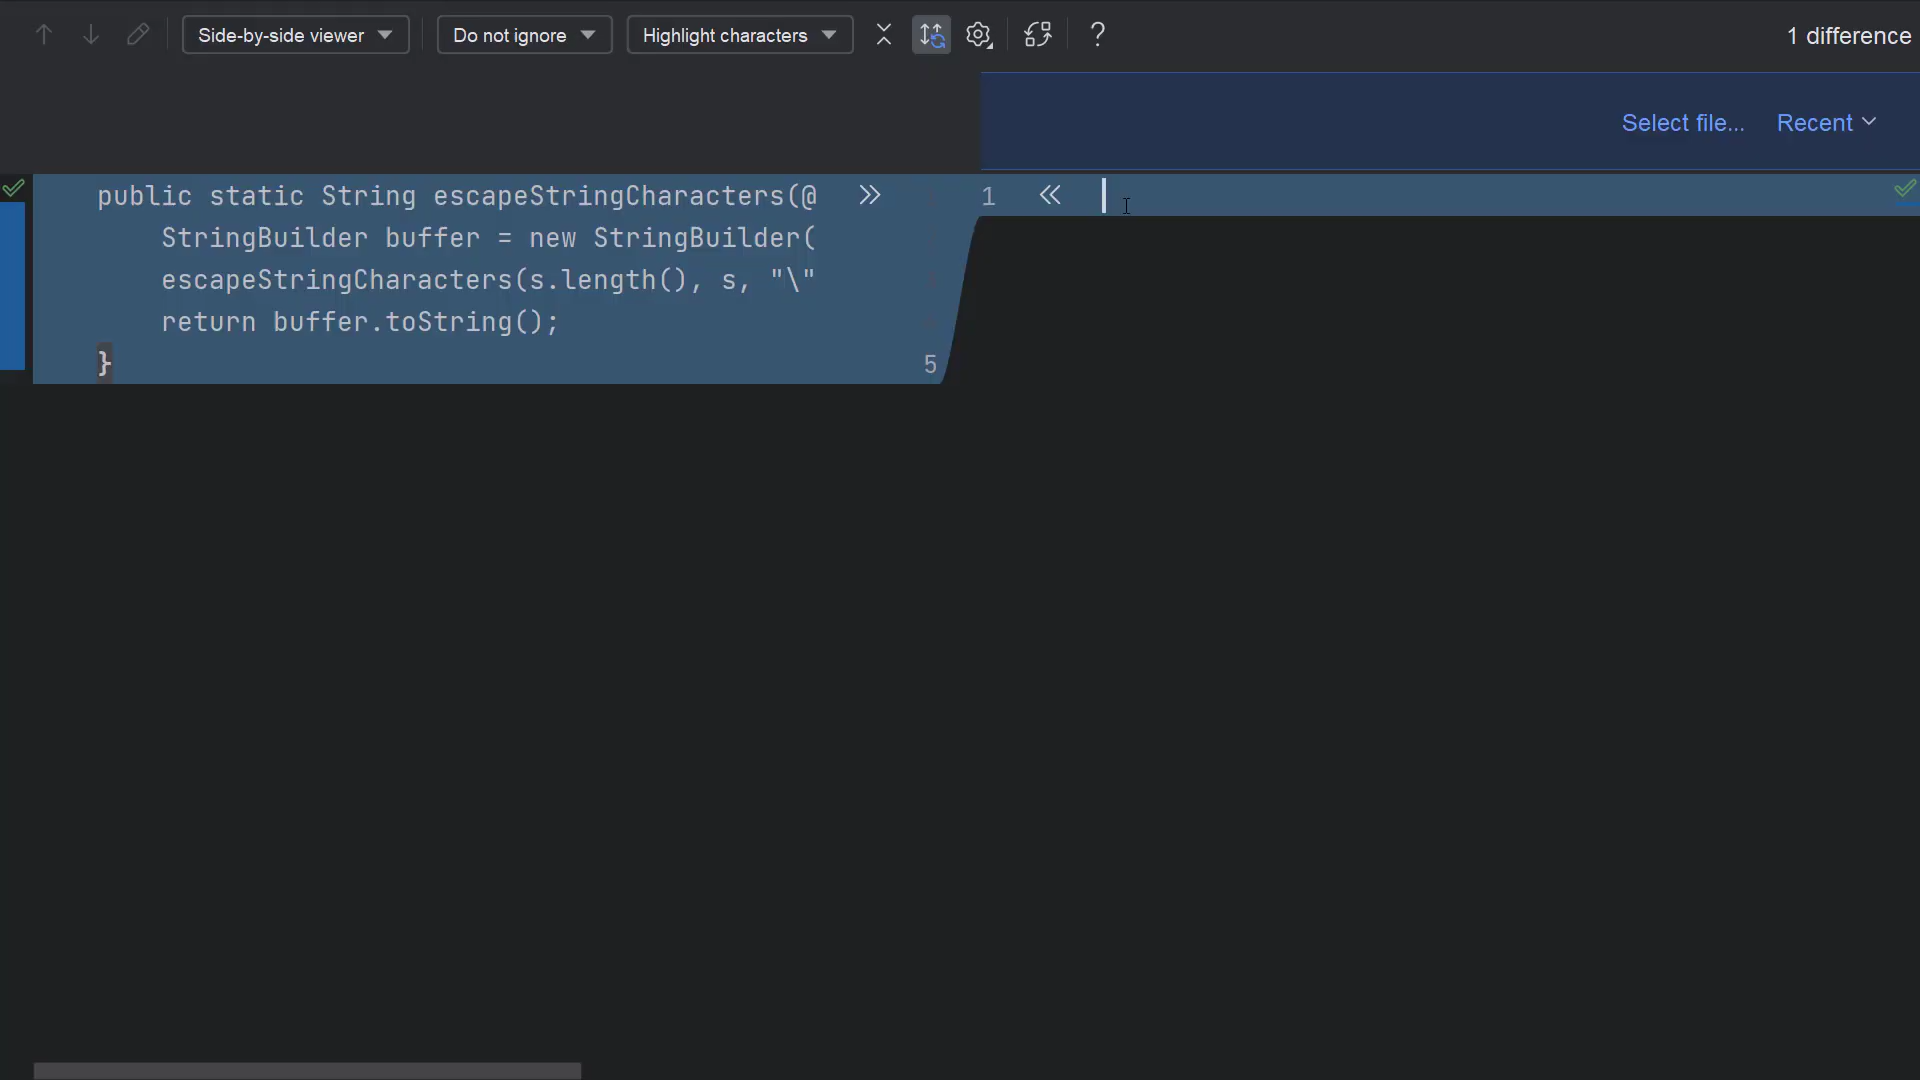 Side-by-side viewer Do not ignore Highlight characters ? 1 difference
Select file... Recent
public static String escapeStringCharacters(@ 1
StringBuilder buffer = new StringBuilder(
escapeStringCharacters(s.length(), s, "\"
return buffer.toString();
} 5